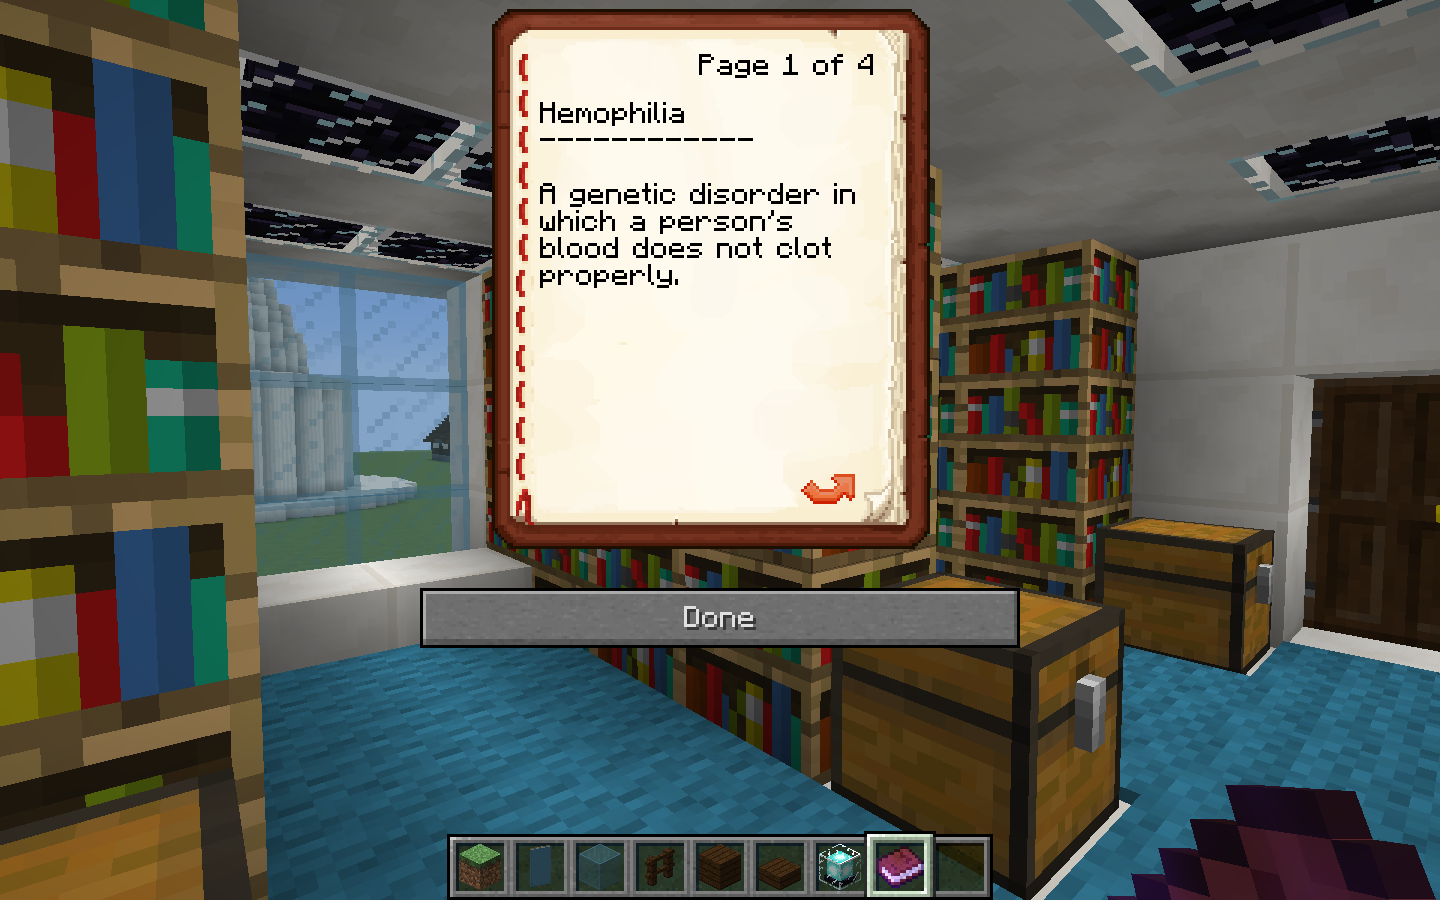 Page 1 of 4
Hemophilia
------------
A genetic disorder in
which a person's
blood does not clot
properly.
Done